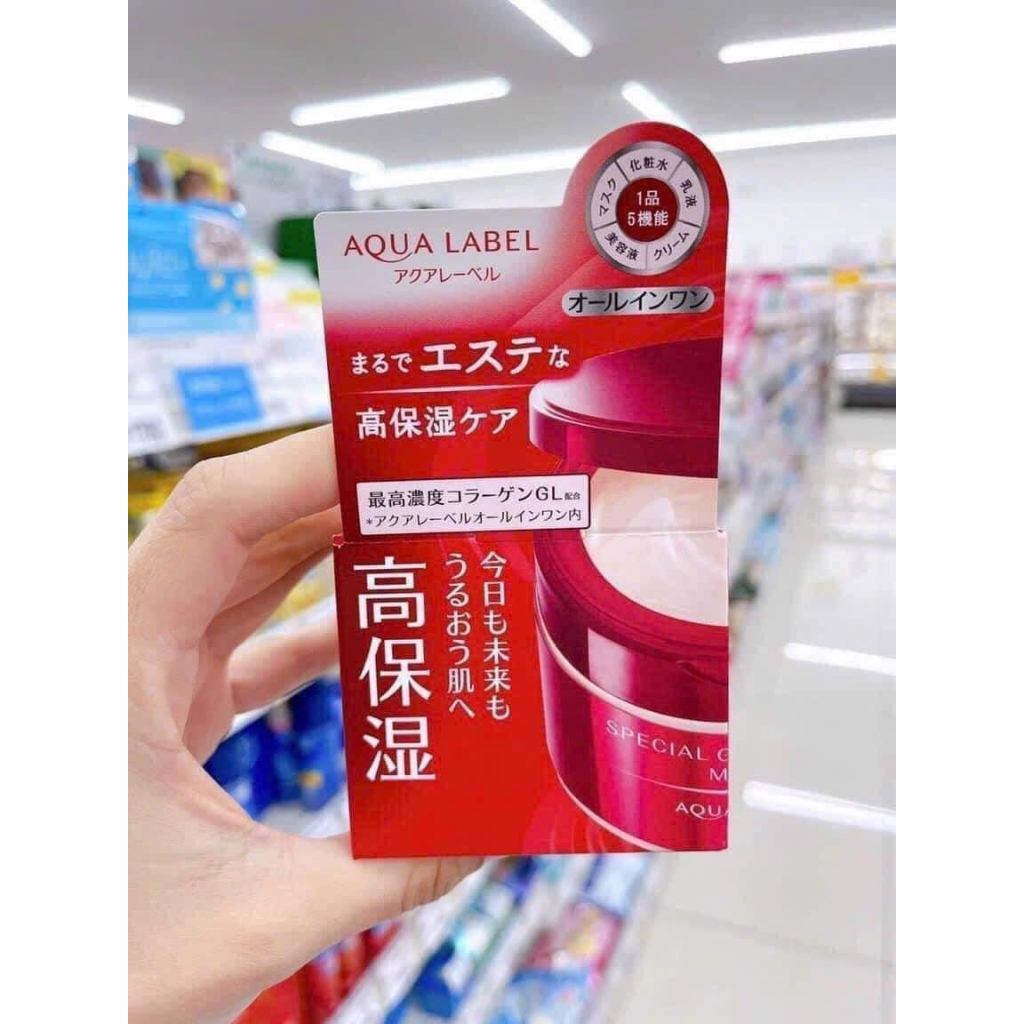 AQUA LABEL
アクアレーベル
化粧水
乳液
クリーム
美容液
マスク
1品
5機能
オールインワン
まるで エステな
高保湿ケア
最高濃度コラーゲンGL配合
*アクアレーベルオールインワン内
今日も未来も
うるおう肌へ
高保湿
SPECIAL G
M
AQUA